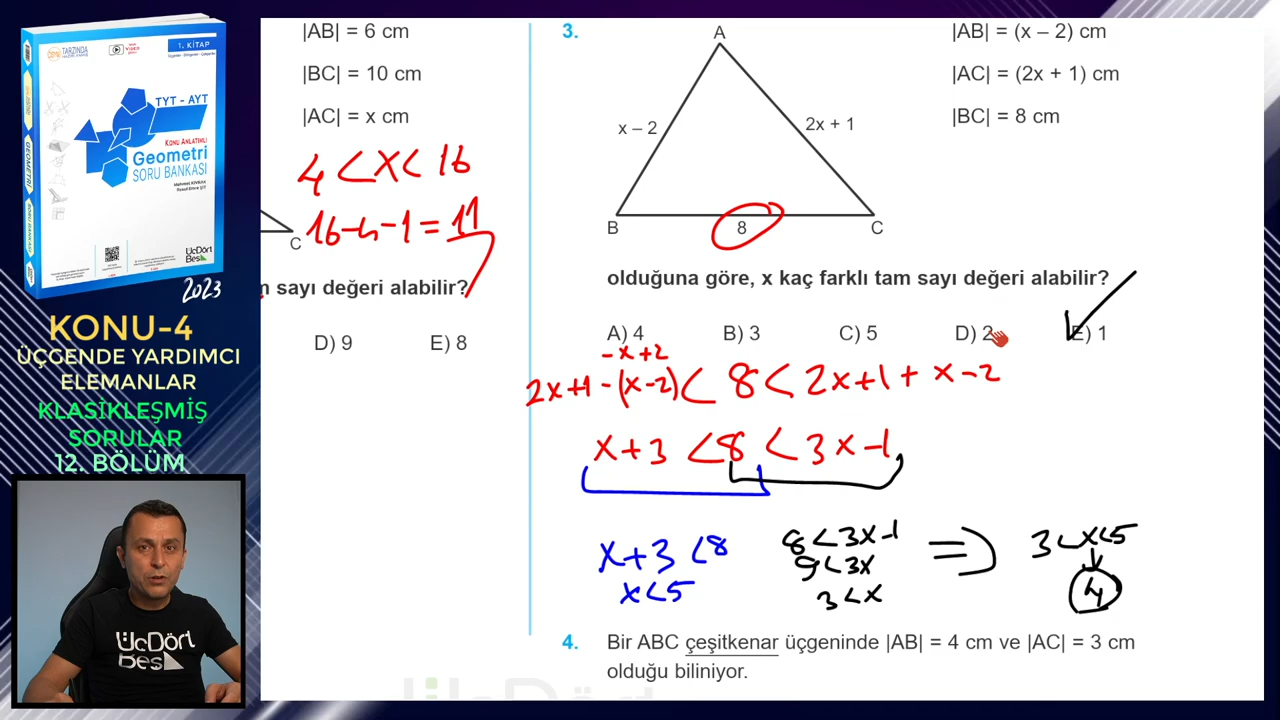 TARZINDA
1. KİTAP
TYT - AYT
KONU ANLATIMLI
Geometri
SORU BANKASI
GEOMETRİ
ÜçDört
Beş
2023
KONU-4
ÜÇGENDE YARDIMCI
ELEMANLAR
KLASİKLEŞMİŞ
SORULAR
12. BÖLÜM
ÜcDört
Beş
|AB| = 6 cm
|BC| = 10 cm
|AC| = x cm
4 < x < 16
16-4-1 = 11
C
sayı değeri alabilir?
D) 9 E) 8
3.
A
x – 2
2x + 1
B 8 C
|AB| = (x – 2) cm
|AC| = (2x + 1) cm
|BC| = 8 cm
olduğuna göre, x kaç farklı tam sayı değeri alabilir?
A) 4 B) 3 C) 5 D) 2 E) 1
-x+2
2x+1-(x-2) < 8 < 2x+1+x-2
x+3 < 8 < 3x-1
x+3 < 8
x < 5
8 < 3x-1
9 < 3x
3 < x
⇒
3 < x < 5
4
4. Bir ABC çeşitkenar üçgeninde |AB| = 4 cm ve |AC| = 3 cm
olduğu biliniyor.